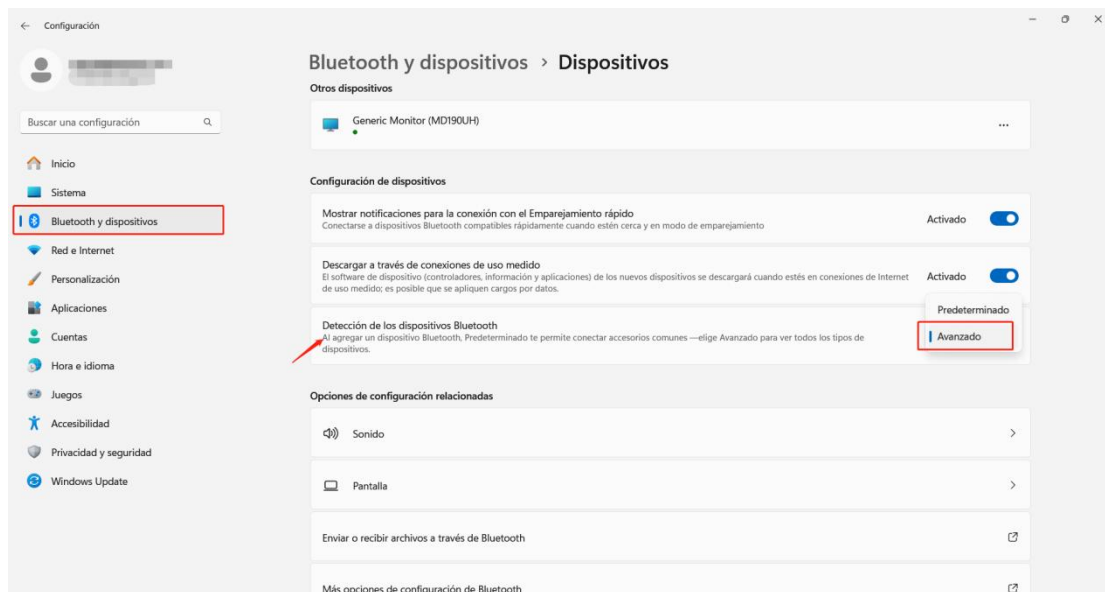 Configuración
Buscar una configuración
Inicio
Sistema
Bluetooth y dispositivos
Red e Internet
Personalización
Aplicaciones
Cuentas
Hora e idioma
Juegos
Accesibilidad
Privacidad y seguridad
Windows Update
Bluetooth y dispositivos > Dispositivos
Otros dispositivos
Generic Monitor (MD190UH)
Configuración de dispositivos
Mostrar notificaciones para la conexión con el Emparejamiento rápido
Conectarse a dispositivos Bluetooth compatibles rápidamente cuando estén cerca y en modo de emparejamiento
Activado
Descargar a través de conexiones de uso medido
El software de dispositivo (controladores, información y aplicaciones) de los nuevos dispositivos se descargará cuando estés en conexiones de Internet
de uso medido; es posible que se apliquen cargos por datos.
Activado
Detección de los dispositivos Bluetooth
Al agregar un dispositivo Bluetooth, Predeterminado te permite conectar accesorios comunes —elige Avanzado para ver todos los tipos de
dispositivos.
Predeterminado
Avanzado
Opciones de configuración relacionadas
Sonido
Pantalla
Enviar o recibir archivos a través de Bluetooth
Más opciones de configuración de Bluetooth